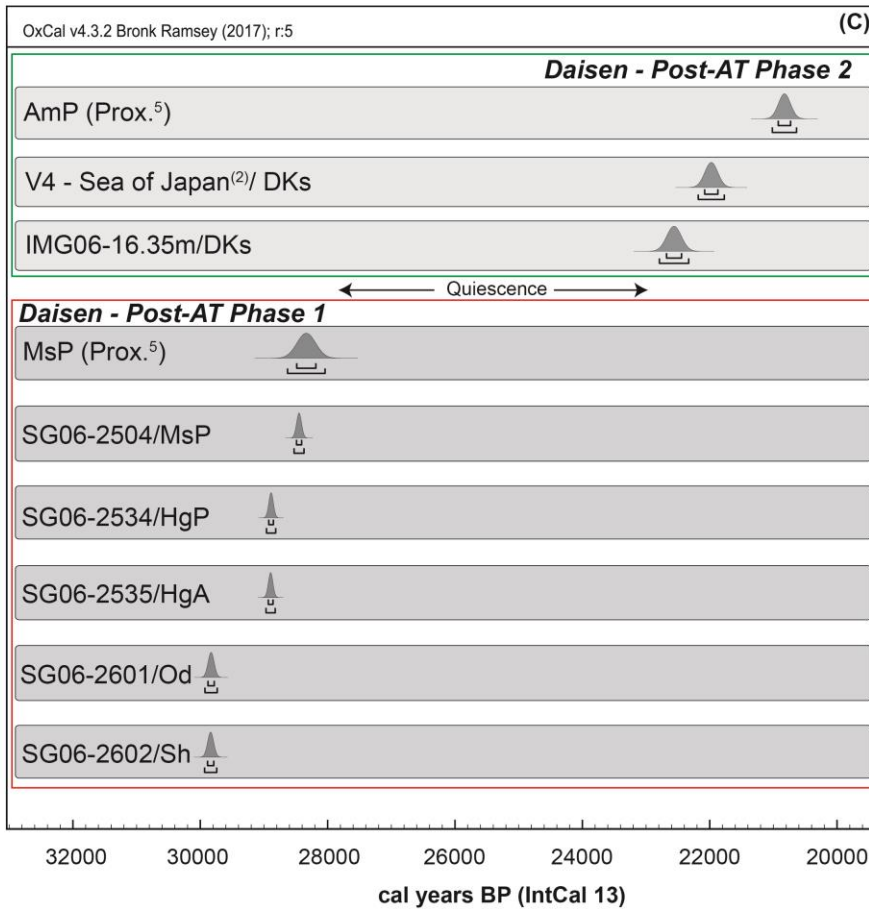 OxCal v4.3.2 Bronk Ramsey (2017); r:5
(C)
Daisen - Post-AT Phase 2
AmP (Prox.⁵)
V4 - Sea of Japan⁽²⁾/ DKs
IMG06-16.35m/DKs
Quiescence
Daisen - Post-AT Phase 1
MsP (Prox.⁵)
SG06-2504/MsP
SG06-2534/HgP
SG06-2535/HgA
SG06-2601/Od
SG06-2602/Sh
32000 30000 28000 26000 24000 22000 20000
cal years BP (IntCal 13)